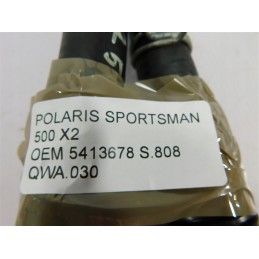 POLARIS SPORTSMAN
500 X2
OEM 5413678 S.808
QWA.030